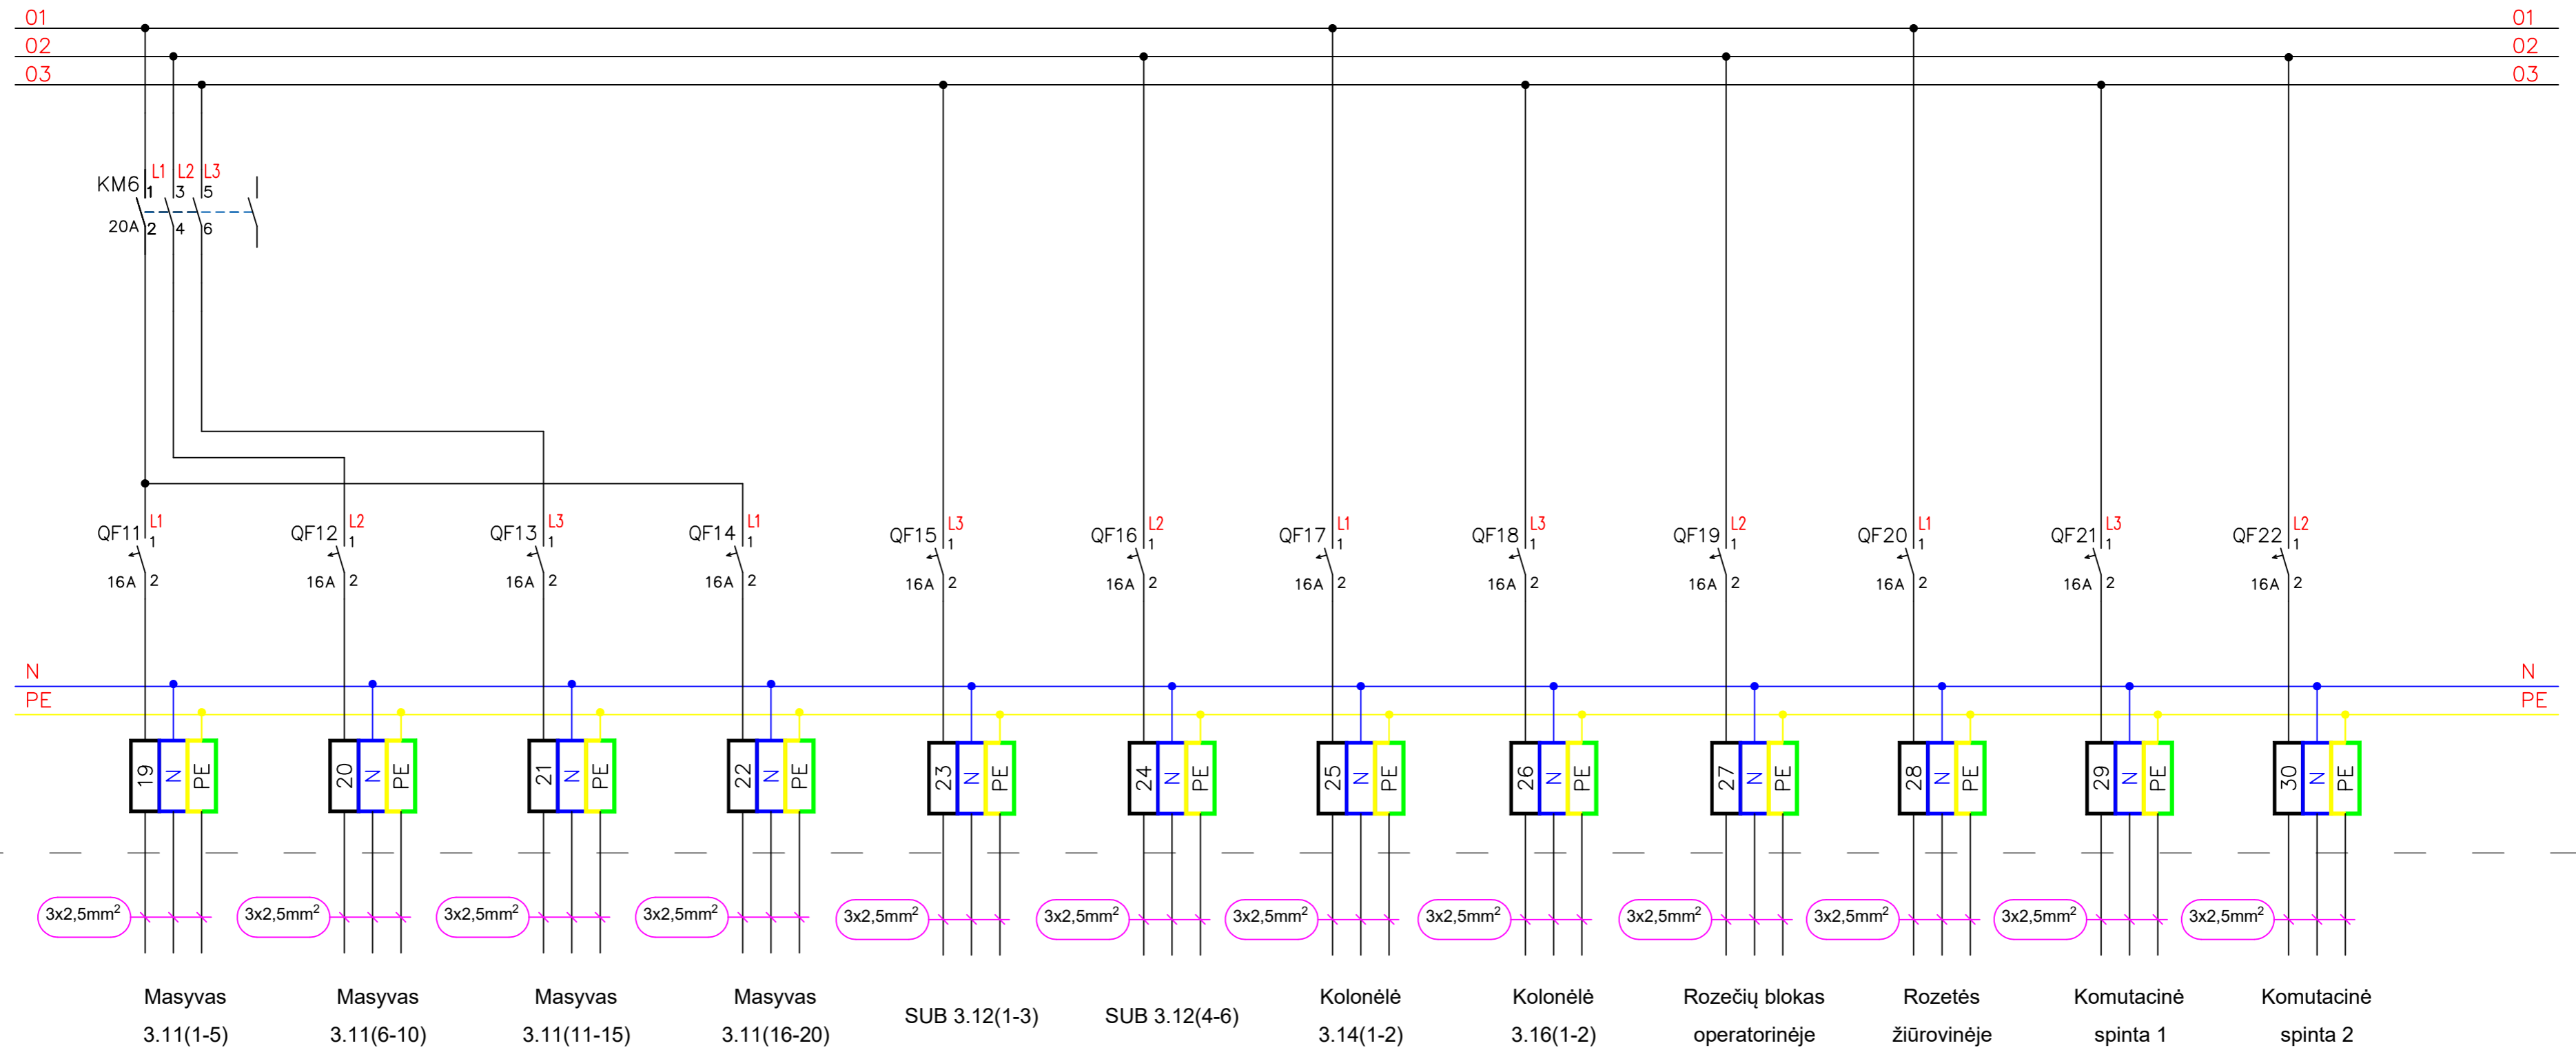 01 01
02 02
03 03
L1 L2 L3
KM6 1 3 5
20A 2 4 6
L1 L2 L3 L1 L3 L2 L1 L3 L2 L1 L3 L2
QF11 1 QF12 1 QF13 1 QF14 1 QF15 1 QF16 1 QF17 1 QF18 1 QF19 1 QF20 1 QF21 1 QF22 1
16A 2 16A 2 16A 2 16A 2 16A 2 16A 2 16A 2 16A 2 16A 2 16A 2 16A 2 16A 2
N N
PE PE
19 N PE 20 N PE 21 N PE 22 N PE 23 N PE 24 N PE 25 N PE 26 N PE 27 N PE 28 N PE 29 N PE 30 N PE
3x2,5mm² 3x2,5mm² 3x2,5mm² 3x2,5mm² 3x2,5mm² 3x2,5mm² 3x2,5mm² 3x2,5mm² 3x2,5mm² 3x2,5mm² 3x2,5mm² 3x2,5mm²
Masyvas
3.11(1-5)
Masyvas
3.11(6-10)
Masyvas
3.11(11-15)
Masyvas
3.11(16-20)
SUB 3.12(1-3)
SUB 3.12(4-6)
Kolonėlė
3.14(1-2)
Kolonėlė
3.16(1-2)
Rozečių blokas
operatorinėje
Rozetės
žiūrovinėje
Komutacinė
spinta 1
Komutacinė
spinta 2